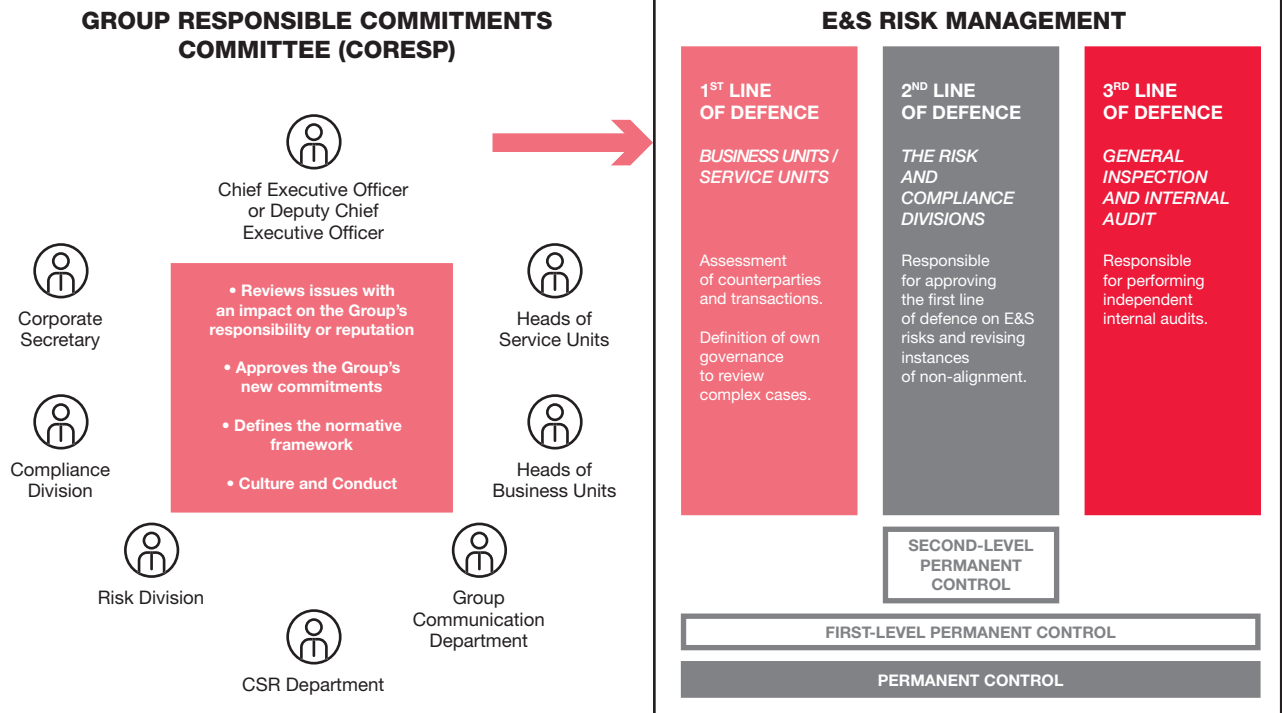 GROUP RESPONSIBLE COMMITMENTS
COMMITTEE (CORESP)
Chief Executive Officer
or Deputy Chief
Executive Officer
Corporate
Secretary
Compliance
Division
Risk Division
CSR Department
Group
Communication
Department
Heads of
Business Units
Heads of
Service Units
• Reviews issues with
an impact on the Group's
responsibility or reputation
• Approves the Group's
new commitments
• Defines the normative
framework
• Culture and Conduct
E&S RISK MANAGEMENT
1ST LINE
OF DEFENCE
BUSINESS UNITS /
SERVICE UNITS
Assessment
of counterparties
and transactions.
Definition of own
governance
to review
complex cases.
2ND LINE
OF DEFENCE
THE RISK
AND
COMPLIANCE
DIVISIONS
Responsible
for approving
the first line
of defence on E&S
risks and revising
instances
of non-alignment.
3RD LINE
OF DEFENCE
GENERAL
INSPECTION
AND INTERNAL
AUDIT
Responsible
for performing
independent
internal audits.
SECOND-LEVEL
PERMANENT
CONTROL
FIRST-LEVEL PERMANENT CONTROL
PERMANENT CONTROL